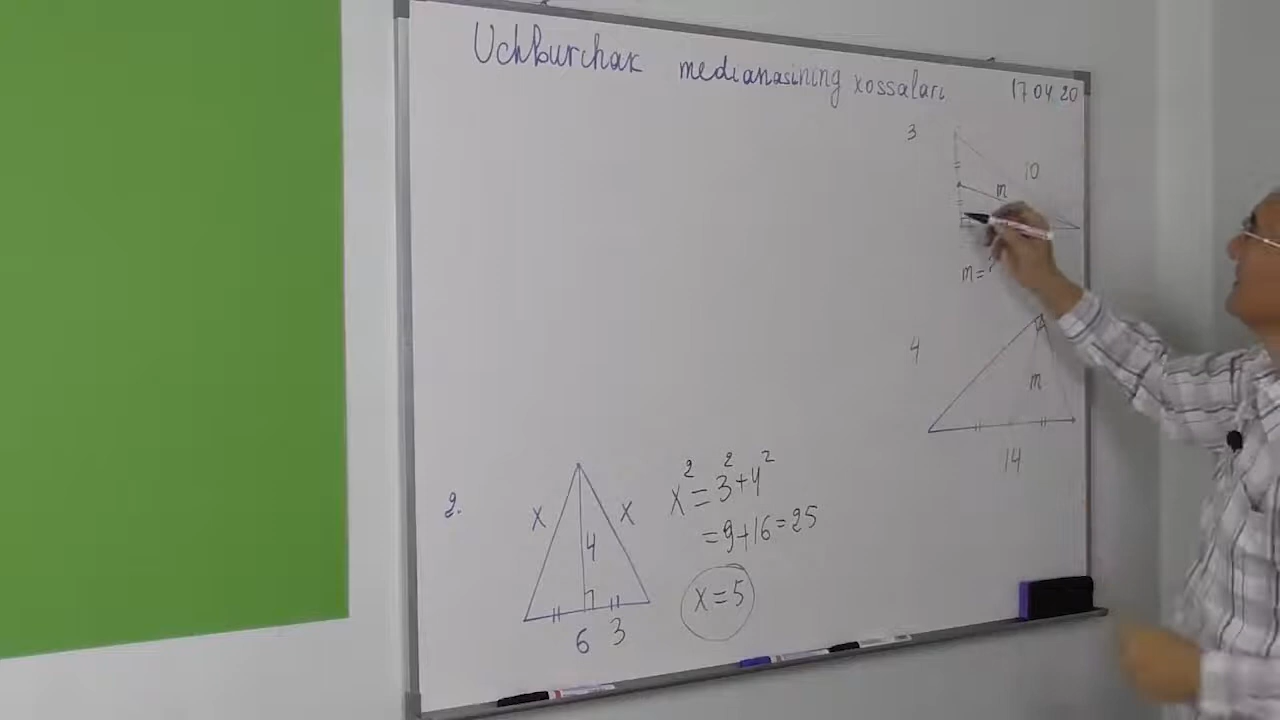 Uchburchak medianasining xossalari 17 04 20
3
10
m
m = ?
4
m
14
2.
x x
4
6 3
x² = 3² + 4²
= 9 + 16 = 25
x = 5